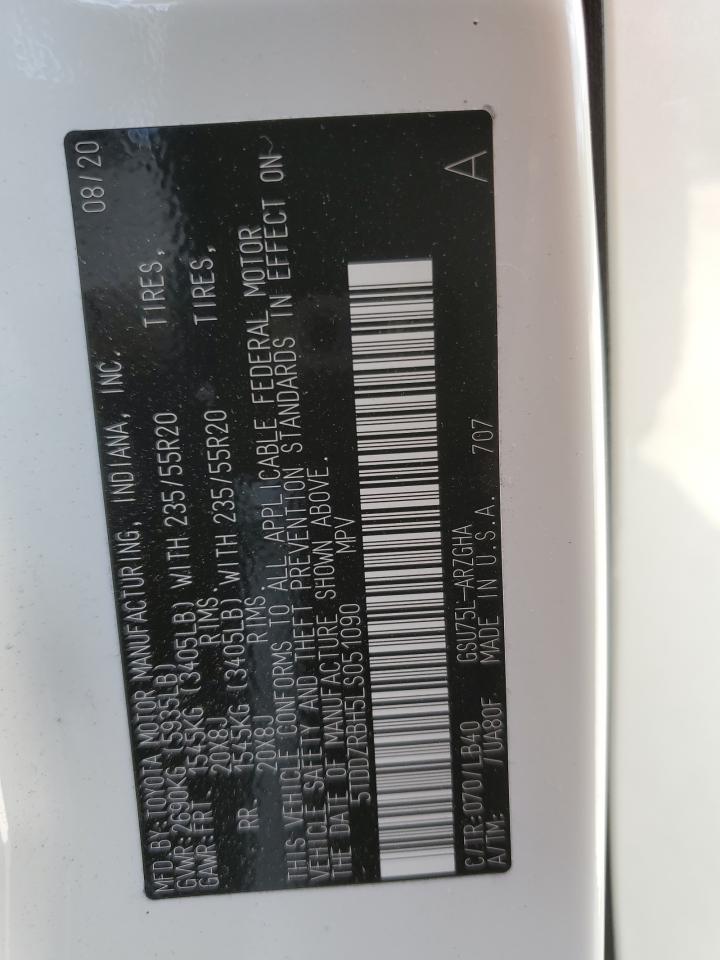 MFD BY: TOYOTA MOTOR MANUFACTURING, INDIANA, INC. 08/20
GVWR: 2690KG (5935LB)
GAWR: FRT 1545KG (3405LB) WITH 235/55R20 TIRES,
20X8J RIMS.
RR. 1545KG (3405LB) WITH 235/55R20 TIRES,
20X8J RIMS.
THIS VEHICLE CONFORMS TO ALL APPLICABLE FEDERAL MOTOR
VEHICLE SAFETY AND THEFT PREVENTION STANDARDS IN EFFECT ON
THE DATE OF MANUFACTURE SHOWN ABOVE.
5TDDZRBH5LS051090 MPV
C/TR: 070/LB40 GSU75L-ARZGHA
A/TM: /UA80F MADE IN U.S.A. 707 A